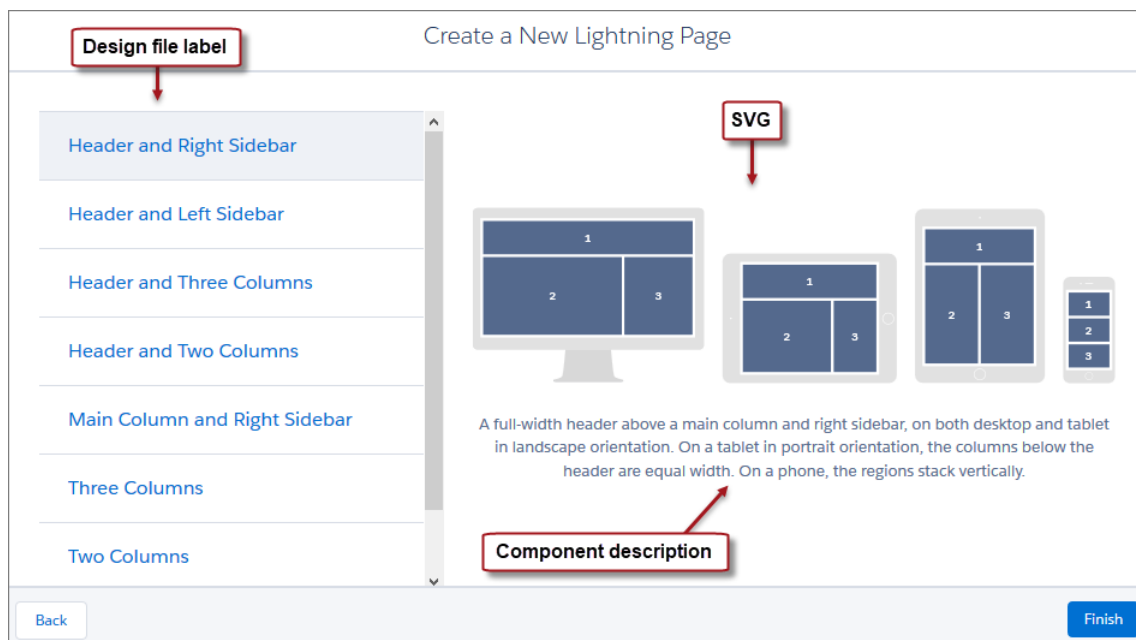 Create a New Lightning Page
Design file label
Header and Right Sidebar
Header and Left Sidebar
Header and Three Columns
Header and Two Columns
Main Column and Right Sidebar
Three Columns
Two Columns
SVG
1
2 3
1
2 3
1
2 3
1
2
3
A full-width header above a main column and right sidebar, on both desktop and tablet
in landscape orientation. On a tablet in portrait orientation, the columns below the
header are equal width. On a phone, the regions stack vertically.
Component description
Back
Finish